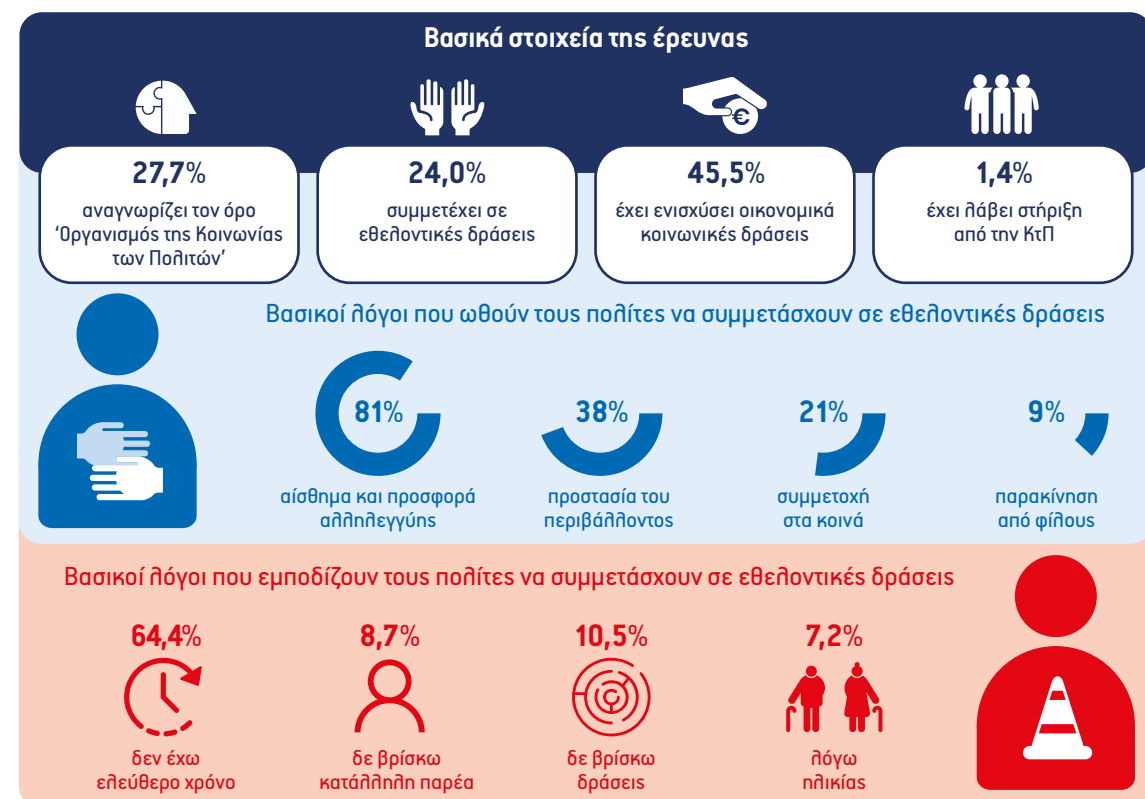 Βασικά στοιχεία της έρευνας
27,7%
αναγνωρίζει τον όρο
‘Οργανισμός της Κοινωνίας
των Πολιτών’
24,0%
συμμετέχει σε
εθελοντικές δράσεις
45,5%
έχει ενισχύσει οικονομικά
κοινωνικές δράσεις
1,4%
έχει λάβει στήριξη
από την ΚτΠ
Βασικοί λόγοι που ωθούν τους πολίτες να συμμετάσχουν σε εθελοντικές δράσεις
81%
αίσθημα και προσφορά
αλληλεγγύης
38%
προστασία του
περιβάλλοντος
21%
συμμετοχή
στα κοινά
9%
παρακίνηση
από φίλους
Βασικοί λόγοι που εμποδίζουν τους πολίτες να συμμετάσχουν σε εθελοντικές δράσεις
64,4%
δεν έχω
ελεύθερο χρόνο
8,7%
δε βρίσκω
κατάλληλη παρέα
10,5%
δε βρίσκω
δράσεις
7,2%
λόγω
ηλικίας